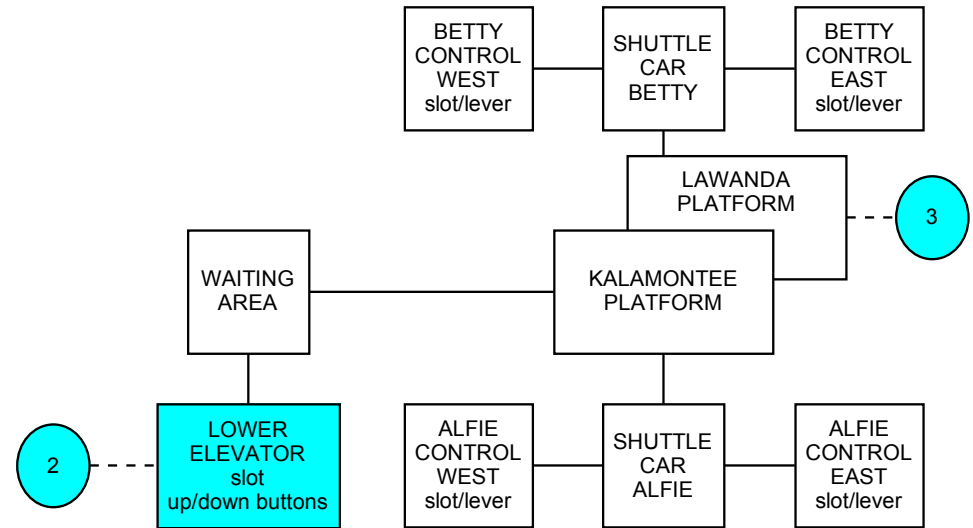 BETTY
CONTROL
WEST
slot/lever
SHUTTLE
CAR
BETTY
BETTY
CONTROL
EAST
slot/lever
LAWANDA
PLATFORM
3
WAITING
AREA
KALAMONTEE
PLATFORM
2
LOWER
ELEVATOR
slot
up/down buttons
ALFIE
CONTROL
WEST
slot/lever
SHUTTLE
CAR
ALFIE
ALFIE
CONTROL
EAST
slot/lever